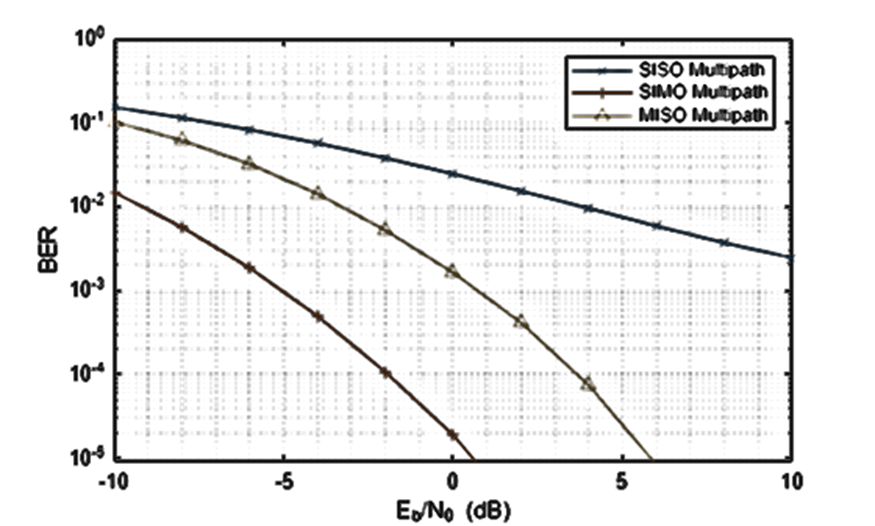 10⁰
10⁻¹
10⁻²
10⁻³
10⁻⁴
10⁻⁵
BER
SISO Multipath
SIMO Multipath
MISO Multipath
-10 -5 0 5 10
E_b/N_0 (dB)